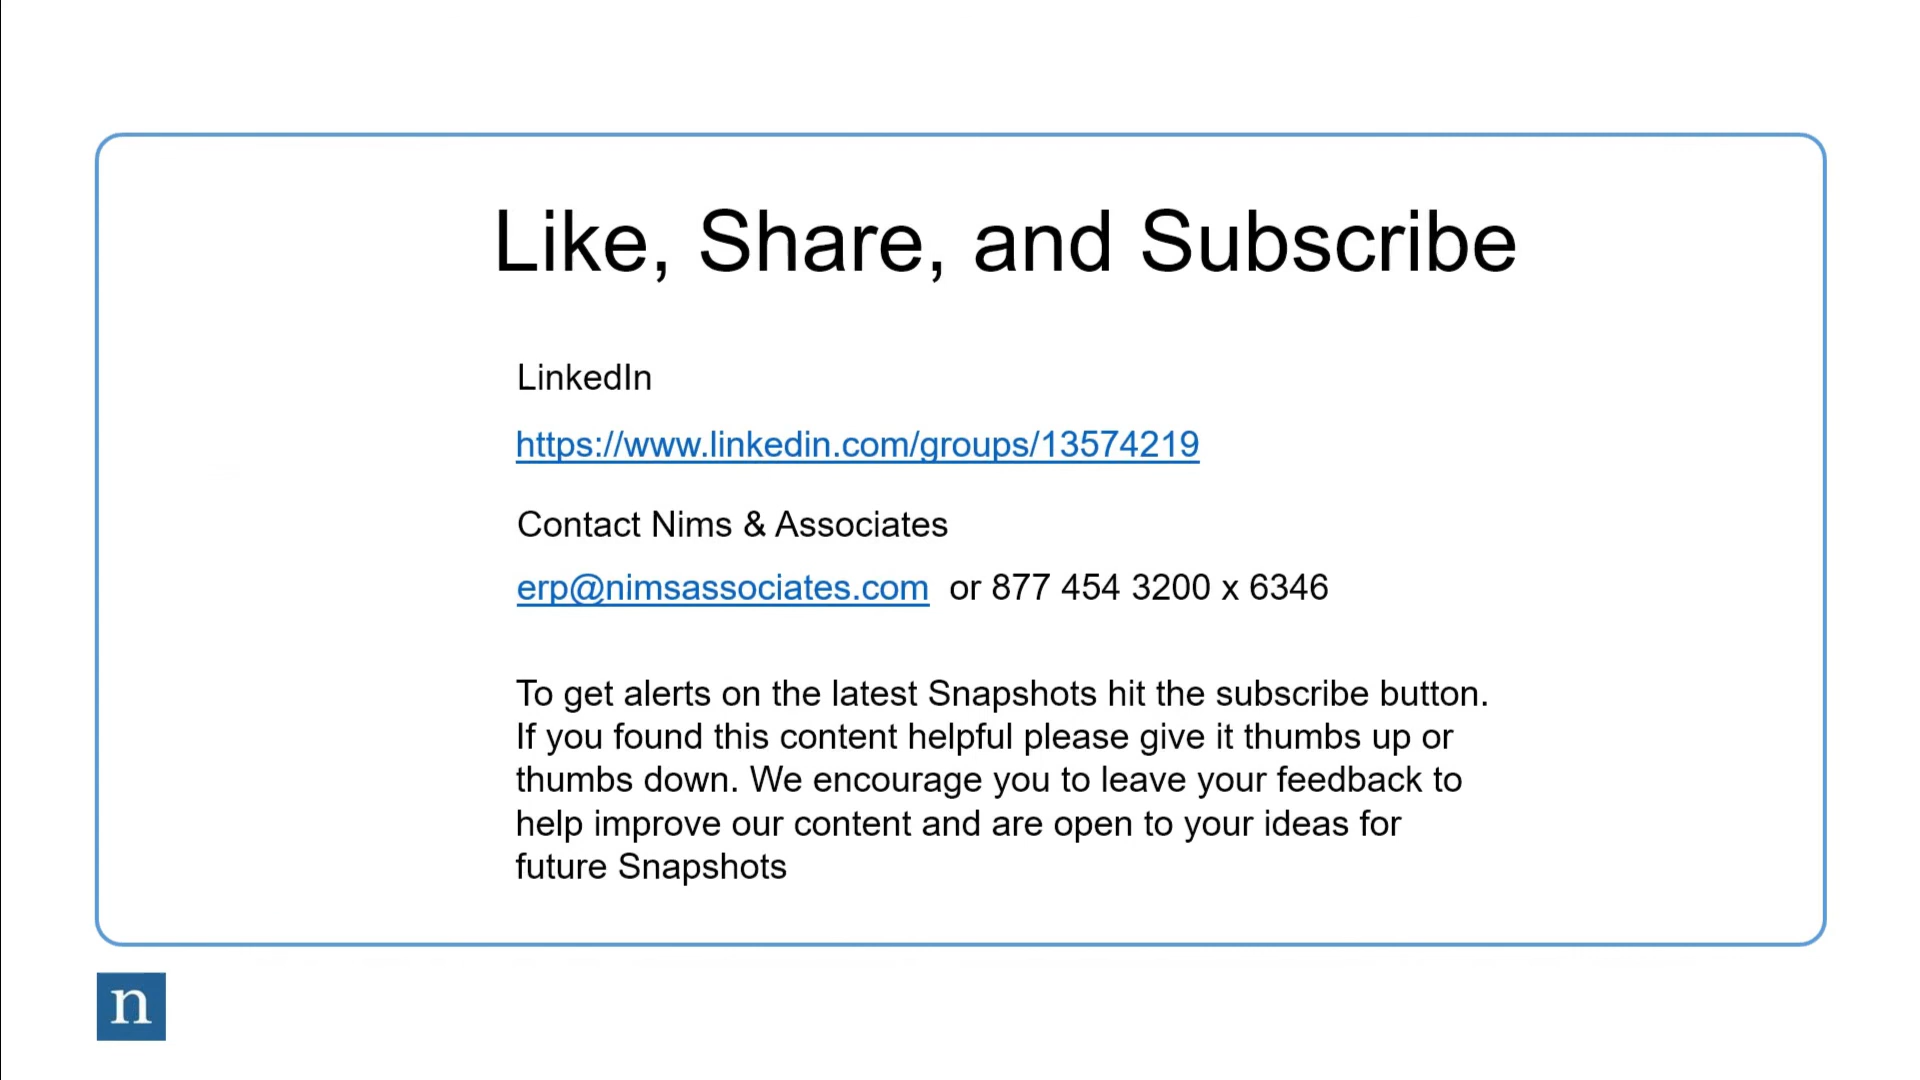 Like, Share, and Subscribe
LinkedIn
https://www.linkedin.com/groups/13574219
Contact Nims & Associates
erp@nimsassociates.com or 877 454 3200 x 6346
To get alerts on the latest Snapshots hit the subscribe button.
If you found this content helpful please give it thumbs up or
thumbs down. We encourage you to leave your feedback to
help improve our content and are open to your ideas for
future Snapshots
n